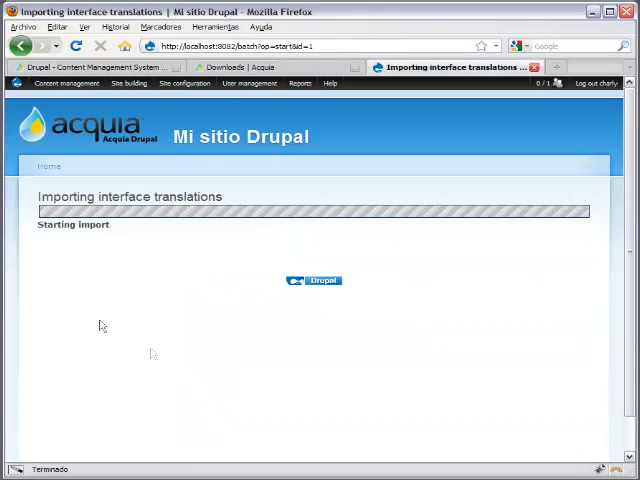 Importing interface translations | Mi sitio Drupal - Mozilla Firefox
Archivo Editar Ver Historial Marcadores Herramientas Ayuda
http://localhost:8082/batch?op=start&id=1
Google
Drupal - Content Management System ...
Downloads | Acquia
Importing interface translations ...
Content management Site building Site configuration User management Reports Help
0 / 1
Log out charly
acquia
Acquia Drupal
Mi sitio Drupal
Home
Importing interface translations
Starting import
Drupal
Terminado